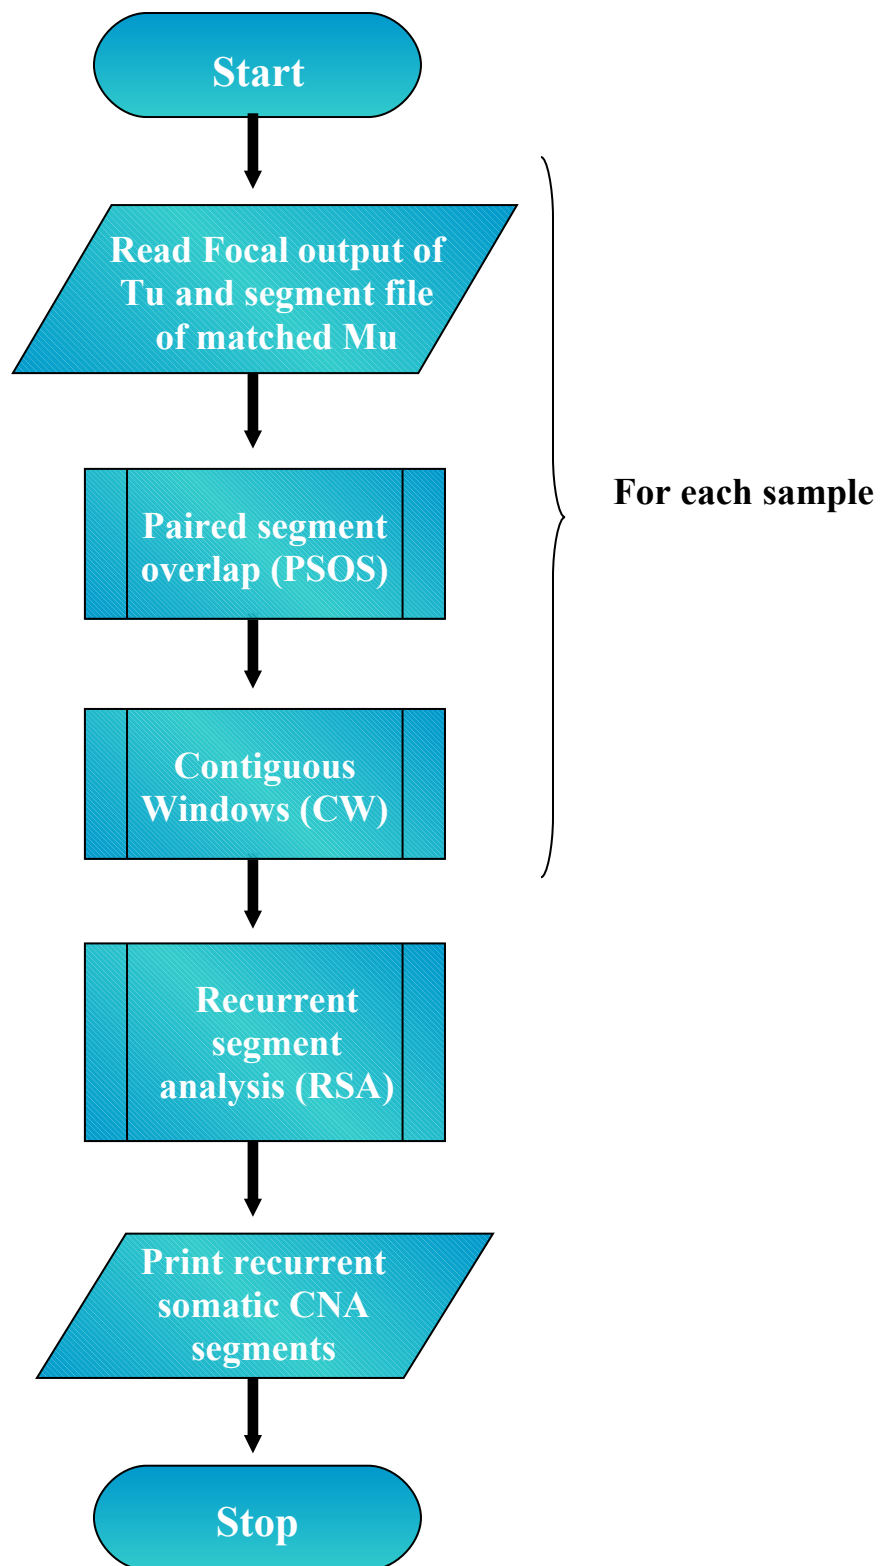 Start
Read Focal output of
Tu and segment file
of matched Mu
Paired segment
overlap (PSOS)
For each sample
Contiguous
Windows (CW)
Recurrent
segment
analysis (RSA)
Print recurrent
somatic CNA
segments
Stop